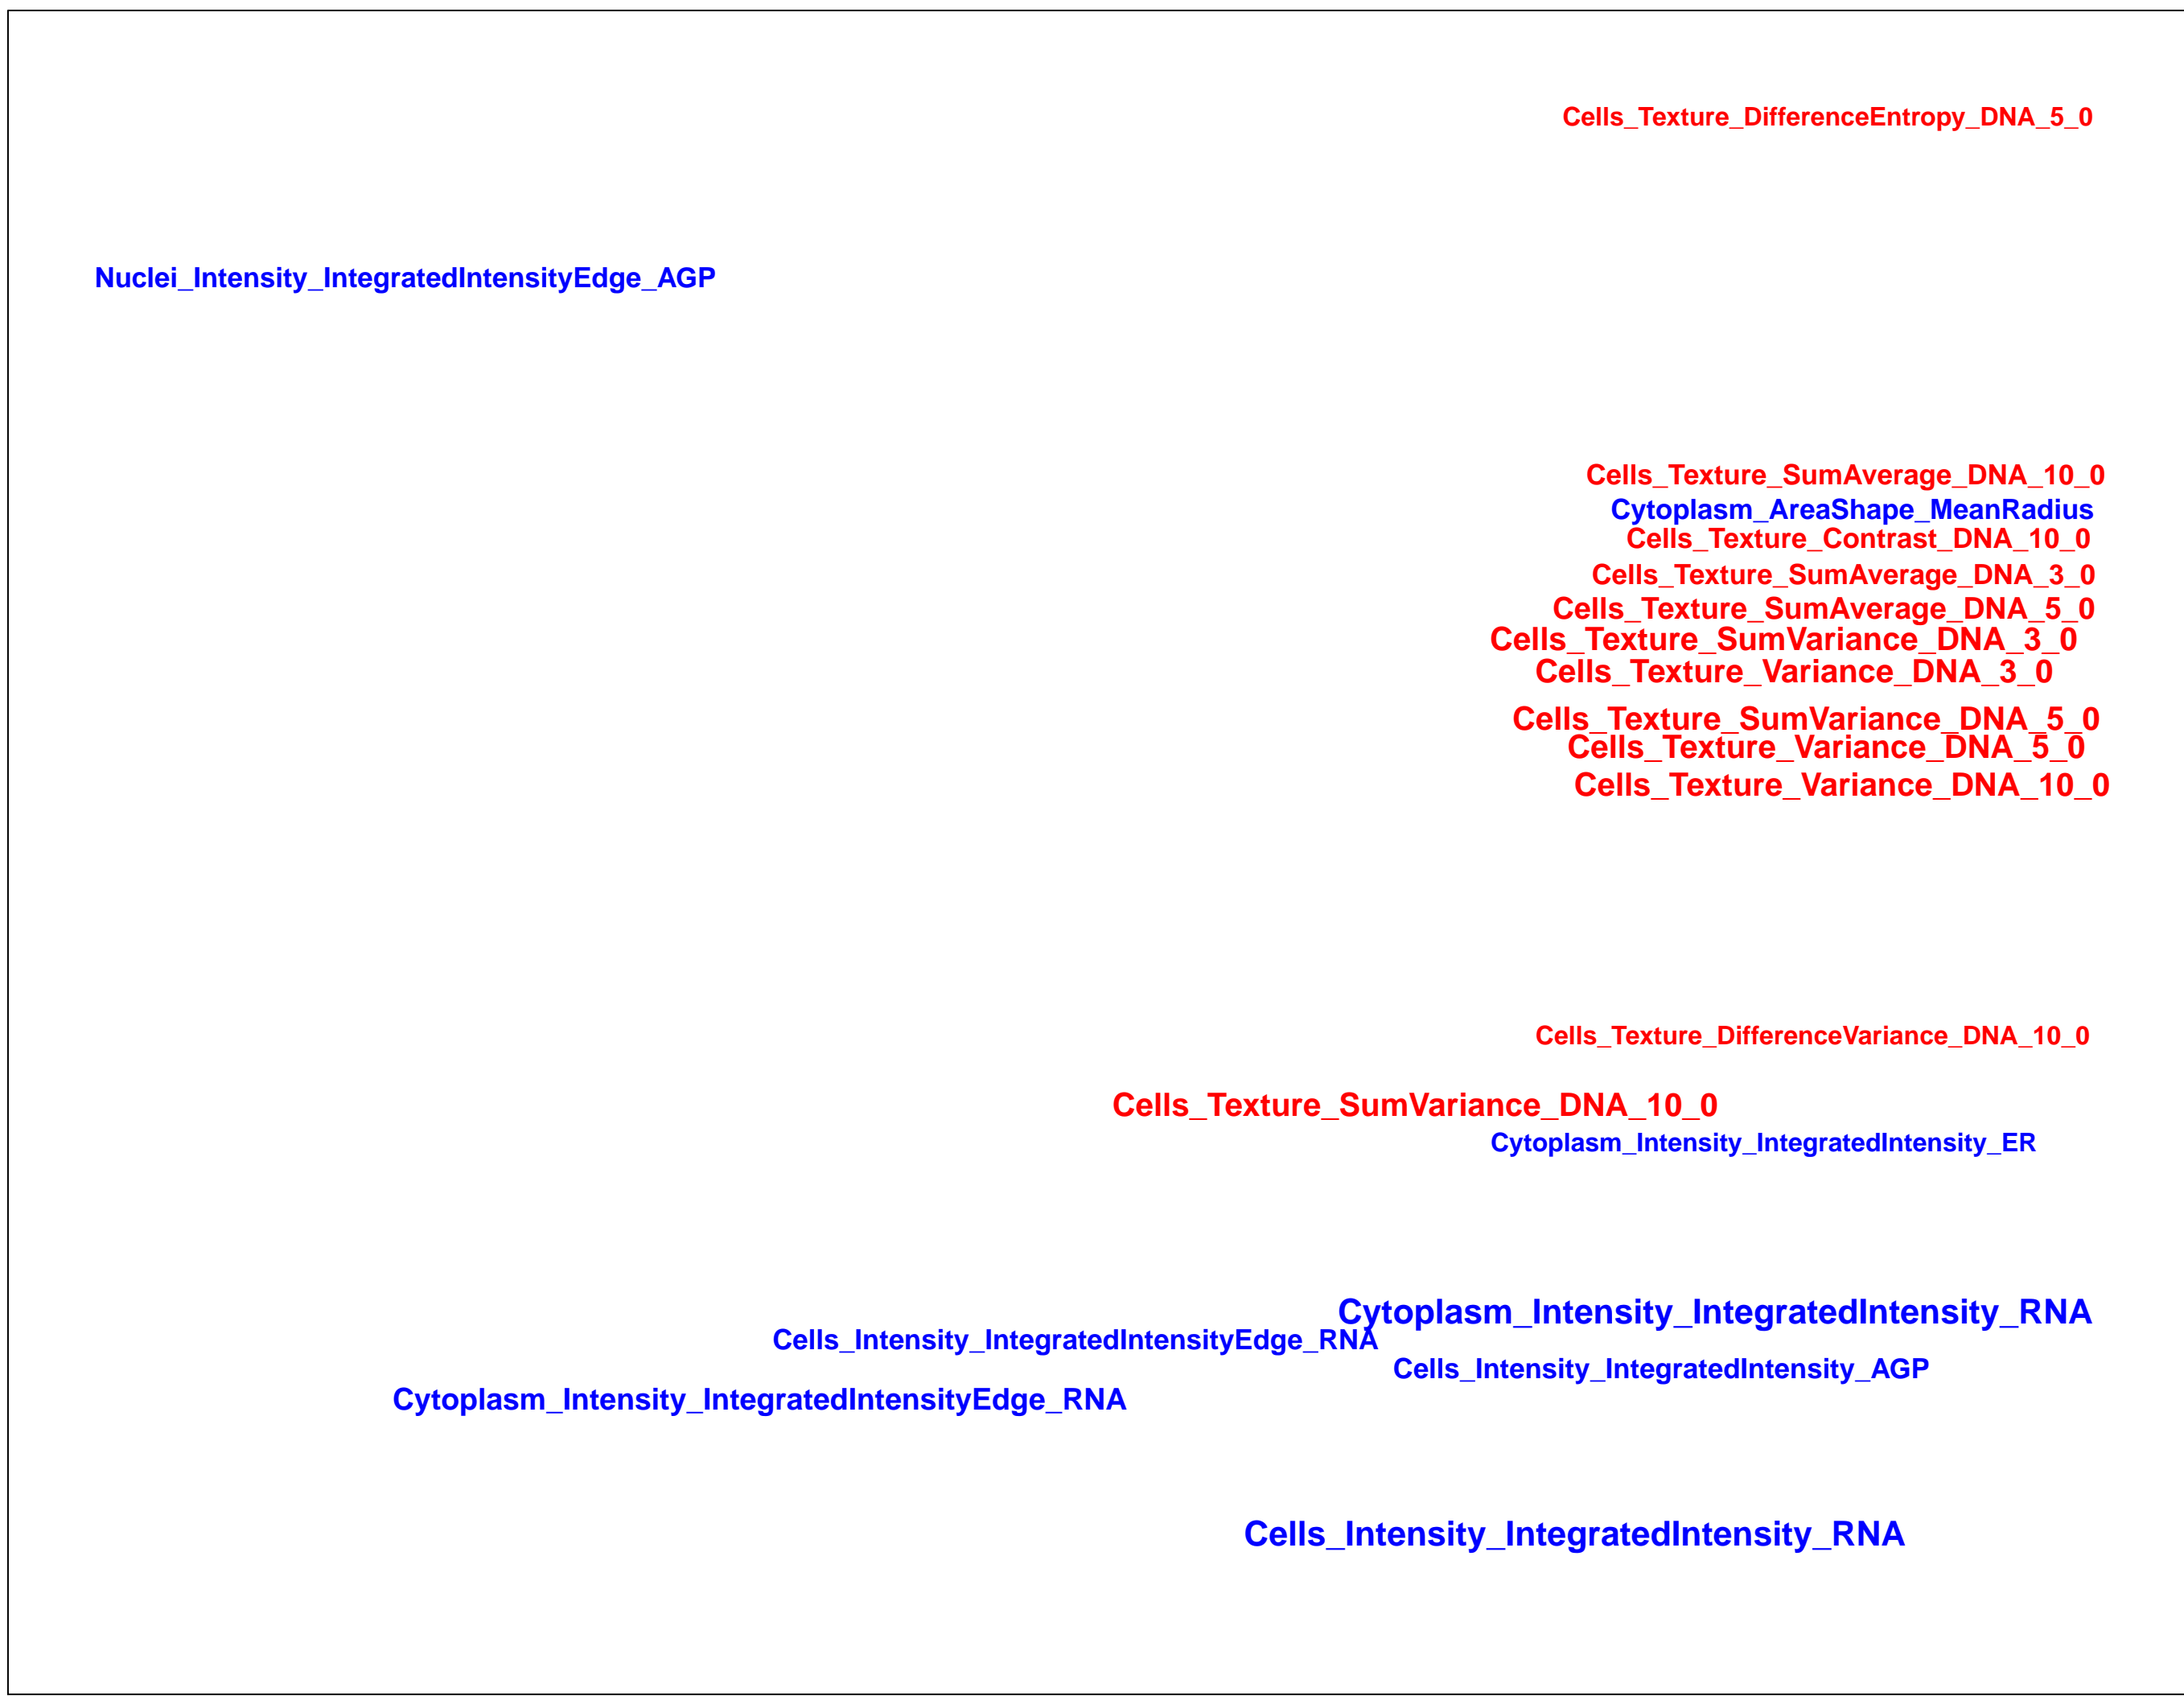 Cells_Texture_DifferenceEntropy_DNA_5_0
Nuclei_Intensity_IntegratedIntensityEdge_AGP
Cells_Texture_SumAverage_DNA_10_0
Cytoplasm_AreaShape_MeanRadius
Cells_Texture_Contrast_DNA_10_0
Cells_Texture_SumAverage_DNA_3_0
Cells_Texture_SumAverage_DNA_5_0
Cells_Texture_SumVariance_DNA_3_0
Cells_Texture_Variance_DNA_3_0
Cells_Texture_SumVariance_DNA_5_0
Cells_Texture_Variance_DNA_5_0
Cells_Texture_Variance_DNA_10_0
Cells_Texture_DifferenceVariance_DNA_10_0
Cells_Texture_SumVariance_DNA_10_0
Cytoplasm_Intensity_IntegratedIntensity_ER
Cytoplasm_Intensity_IntegratedIntensity_RNA
Cells_Intensity_IntegratedIntensityEdge_RNA
Cells_Intensity_IntegratedIntensity_AGP
Cytoplasm_Intensity_IntegratedIntensityEdge_RNA
Cells_Intensity_IntegratedIntensity_RNA